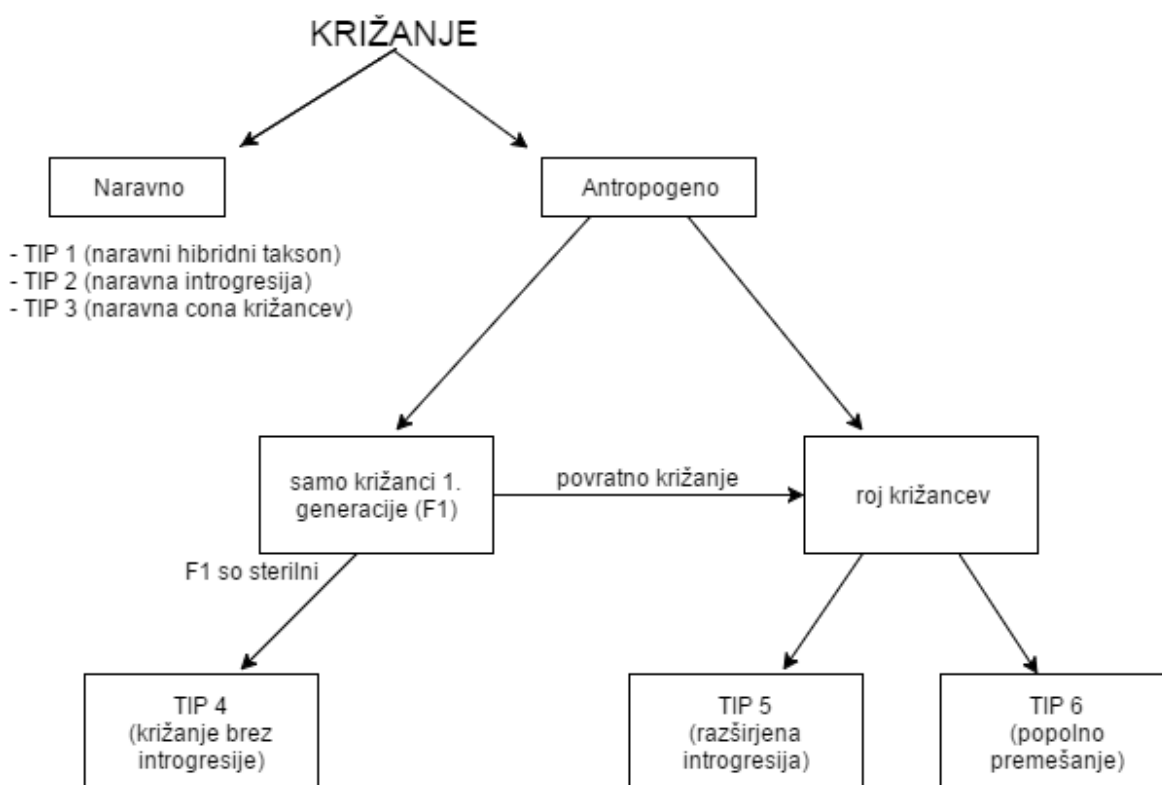 KRIŽANJE
Naravno
Antropogeno
- TIP 1 (naravni hibridni takson)
- TIP 2 (naravna introgresija)
- TIP 3 (naravna cona križancev)
samo križanci 1.
generacije (F1)
povratno križanje
roj križancev
F1 so sterilni
TIP 4
(križanje brez
introgresije)
TIP 5
(razširjena
introgresija)
TIP 6
(popolno
premešanje)